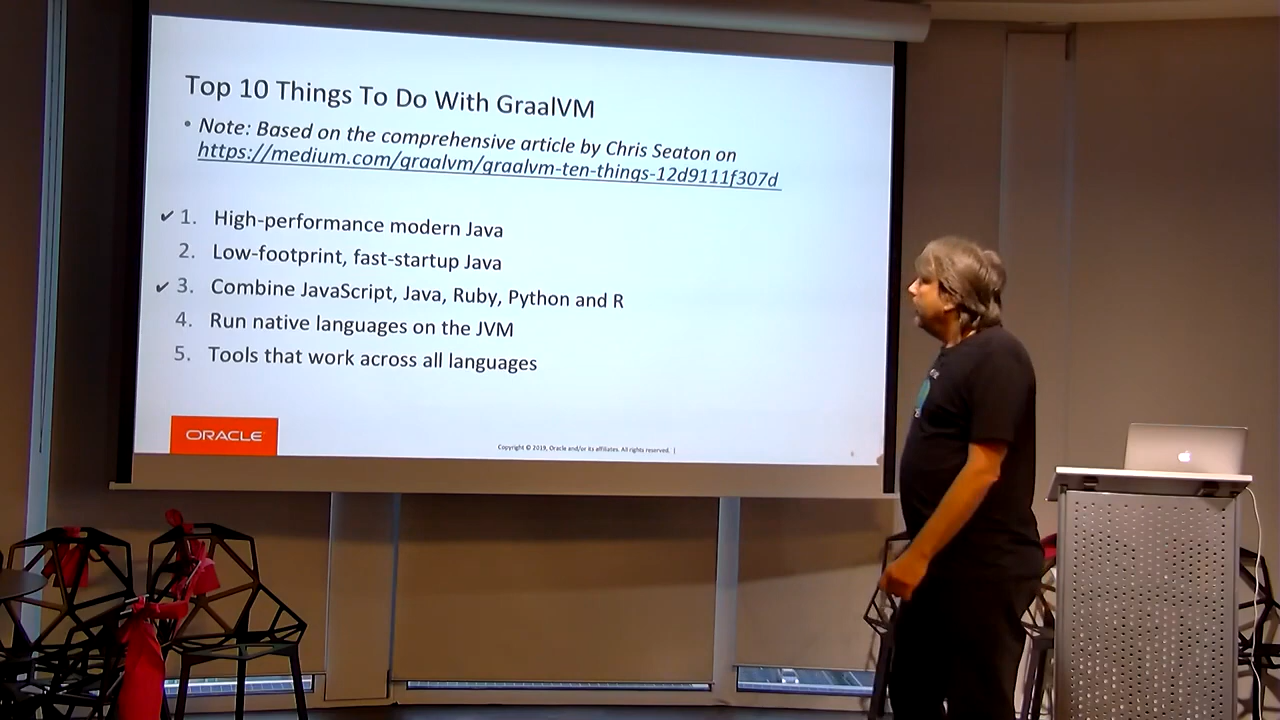 Top 10 Things To Do With GraalVM
• Note: Based on the comprehensive article by Chris Seaton on
https://medium.com/graalvm/graalvm-ten-things-12d9111f307d
✔ 1. High-performance modern Java
2. Low-footprint, fast-startup Java
✔ 3. Combine JavaScript, Java, Ruby, Python and R
4. Run native languages on the JVM
5. Tools that work across all languages
ORACLE
Copyright © 2019, Oracle and/or its affiliates. All rights reserved. |